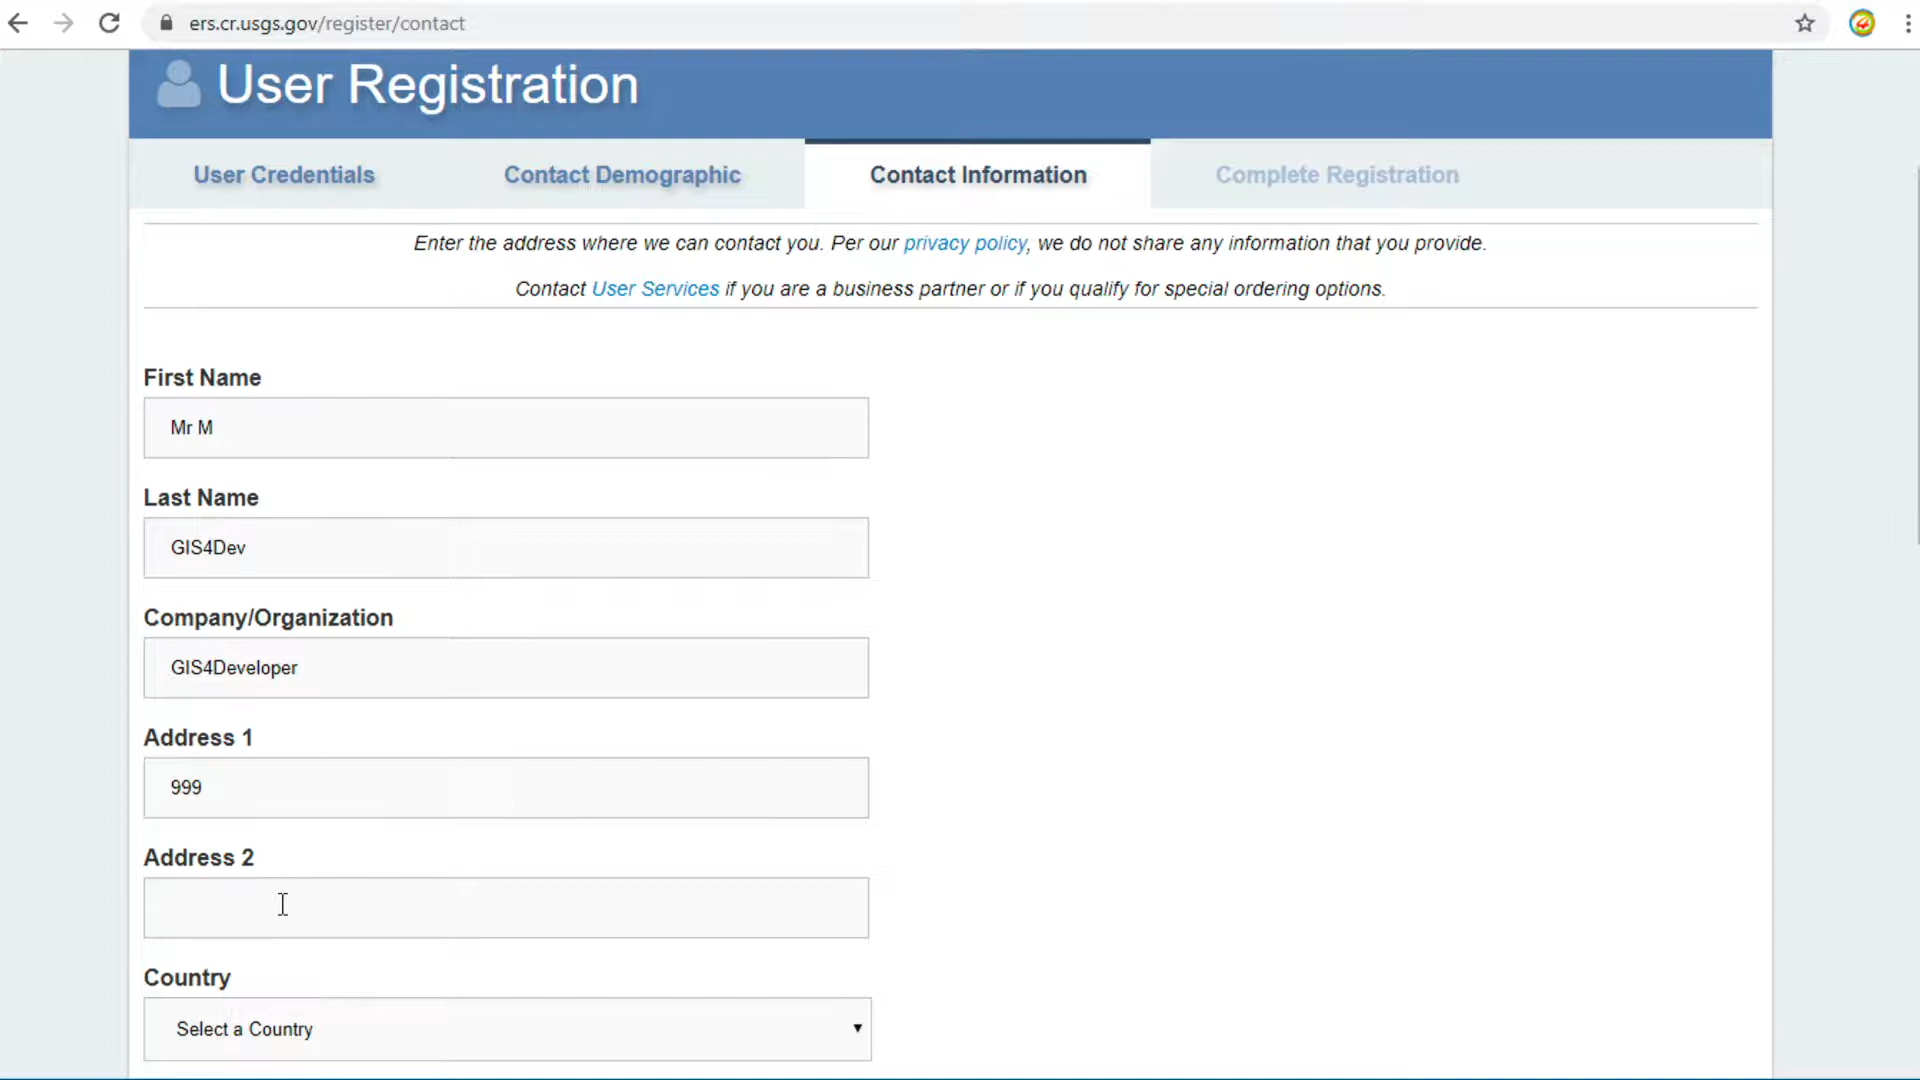 ers.cr.usgs.gov/register/contact
User Registration
User Credentials
Contact Demographic
Contact Information
Complete Registration
Enter the address where we can contact you. Per our privacy policy, we do not share any information that you provide.
Contact User Services if you are a business partner or if you qualify for special ordering options.
First Name
Mr M
Last Name
GIS4Dev
Company/Organization
GIS4Developer
Address 1
999
Address 2
Country
Select a Country